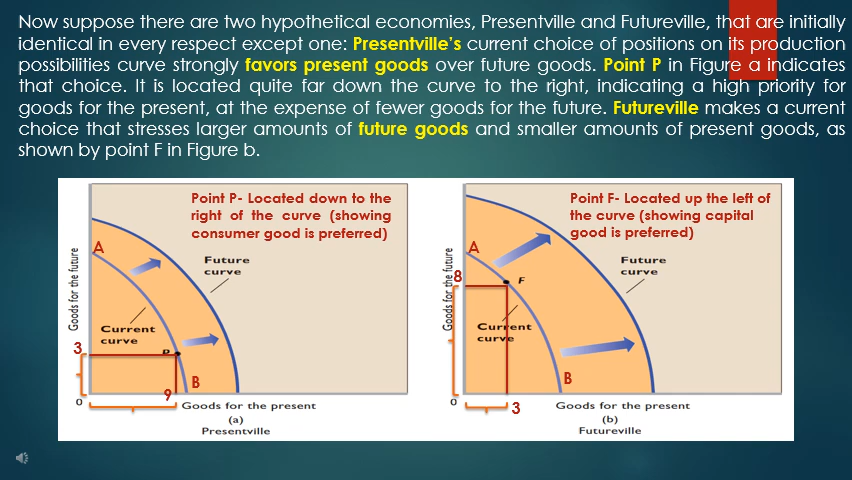 Now suppose there are two hypothetical economies, Presentville and Futureville, that are initially
identical in every respect except one: Presentville's current choice of positions on its production
possibilities curve strongly favors present goods over future goods. Point P in Figure a indicates
that choice. It is located quite far down the curve to the right, indicating a high priority for
goods for the present, at the expense of fewer goods for the future. Futureville makes a current
choice that stresses larger amounts of future goods and smaller amounts of present goods, as
shown by point F in Figure b.
Point P- Located down to the
right of the curve (showing
consumer good is preferred)
A
Goods for the future
Future
curve
Current
curve
3
P
B
9
0
Goods for the present
(a)
Presentville
Point F- Located up the left of
the curve (showing capital
good is preferred)
A
Goods for the future
8
F
Future
curve
Current
curve
B
0
3
Goods for the present
(b)
Futureville